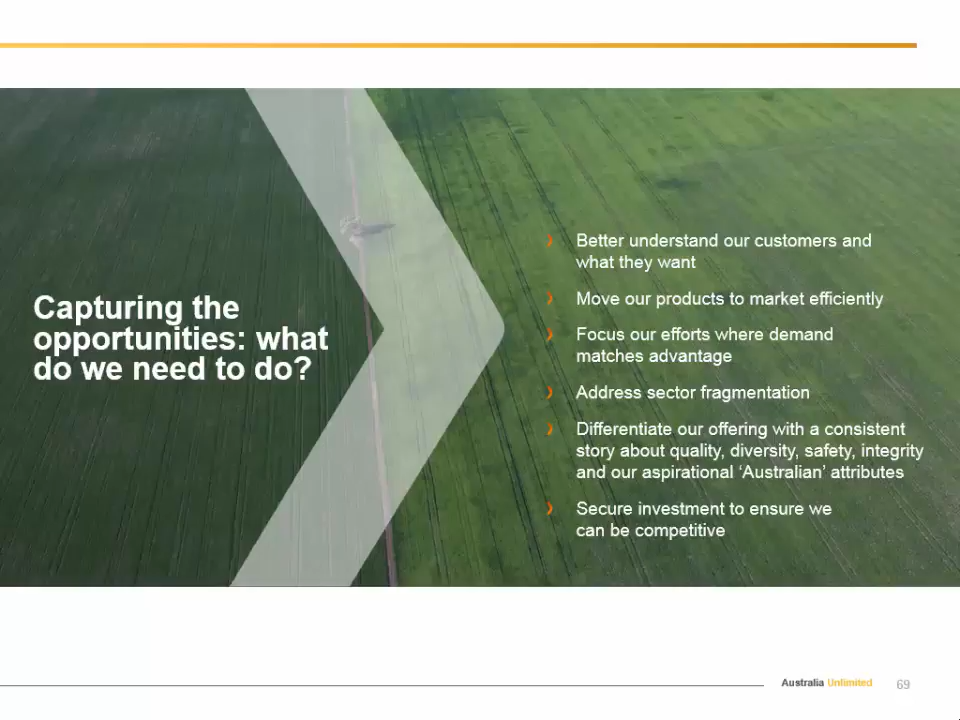 Capturing the
opportunities: what
do we need to do?
Better understand our customers and
what they want
Move our products to market efficiently
Focus our efforts where demand
matches advantage
Address sector fragmentation
Differentiate our offering with a consistent
story about quality, diversity, safety, integrity
and our aspirational ‘Australian’ attributes
Secure investment to ensure we
can be competitive
Australia Unlimited 69